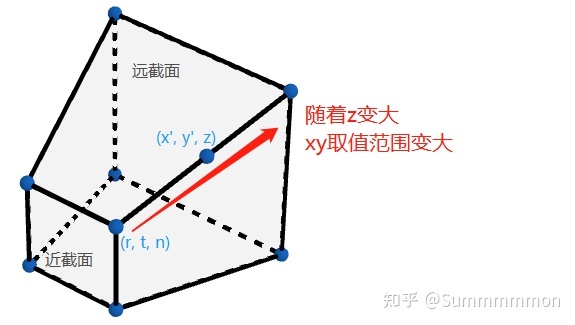 远截面
随着z变大
xy取值范围变大
(x', y', z)
(r, t, n)
近截面
知乎 @Summmmmon